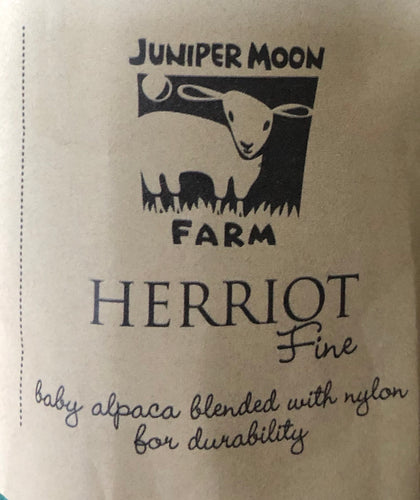 JUNIPER MOON
FARM
HERRIOT
Fine
baby alpaca blended with nylon
for durability